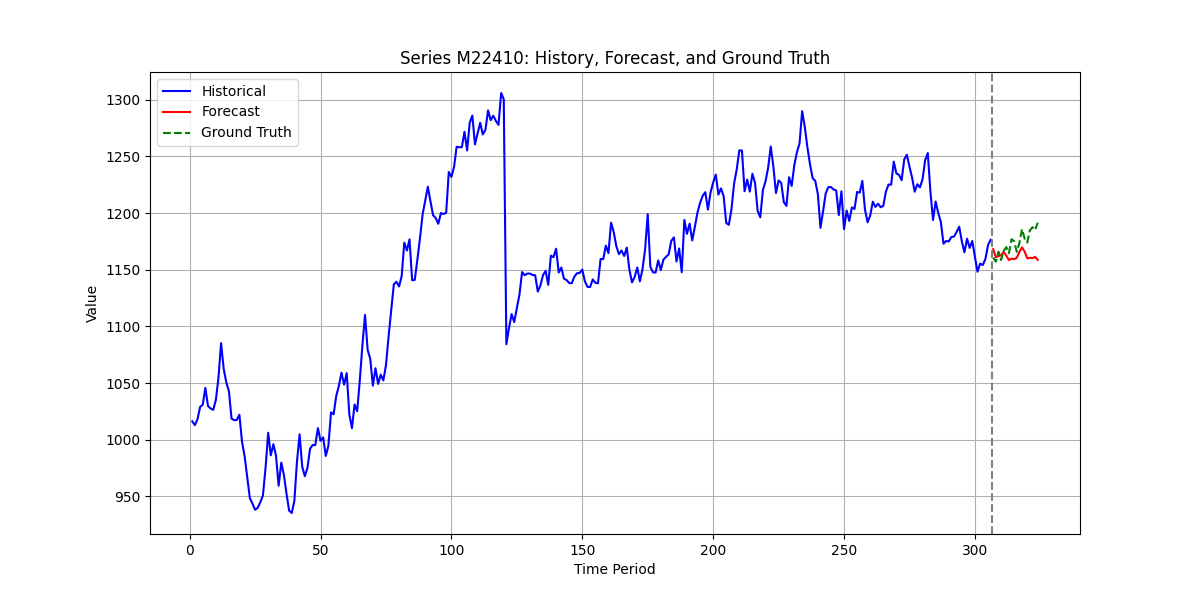 Series M22410: History, Forecast, and Ground Truth
Historical
Forecast
Ground Truth
1300
1250
1200
1150
1100
1050
1000
950
Value
0 50 100 150 200 250 300
Time Period